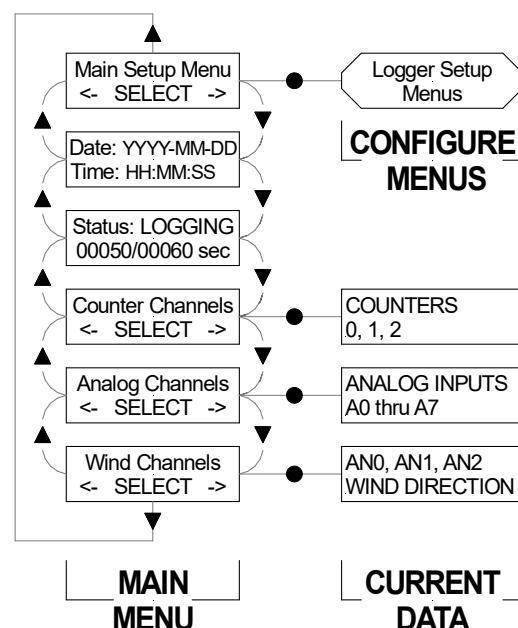 Main Setup Menu
<- SELECT ->
Logger Setup
Menus
CONFIGURE
MENUS
Date: YYYY-MM-DD
Time: HH:MM:SS
Status: LOGGING
00050/00060 sec
Counter Channels
<- SELECT ->
COUNTERS
0, 1, 2
Analog Channels
<- SELECT ->
ANALOG INPUTS
A0 thru A7
Wind Channels
<- SELECT ->
AN0, AN1, AN2
WIND DIRECTION
MAIN
MENU
CURRENT
DATA